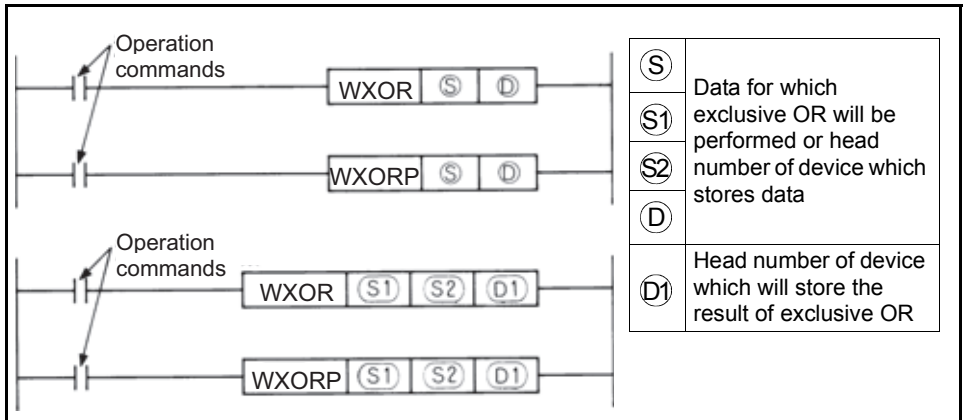 Operation
commands
WXOR Ⓢ Ⓓ
WXORP Ⓢ Ⓓ
Operation
commands
WXOR (S1) (S2) (D1)
WXORP (S1) (S2) (D1)
Ⓢ
(S1)
(S2)
Ⓓ
Data for which
exclusive OR will be
performed or head
number of device which
stores data
(D1)
Head number of device
which will store the
result of exclusive OR